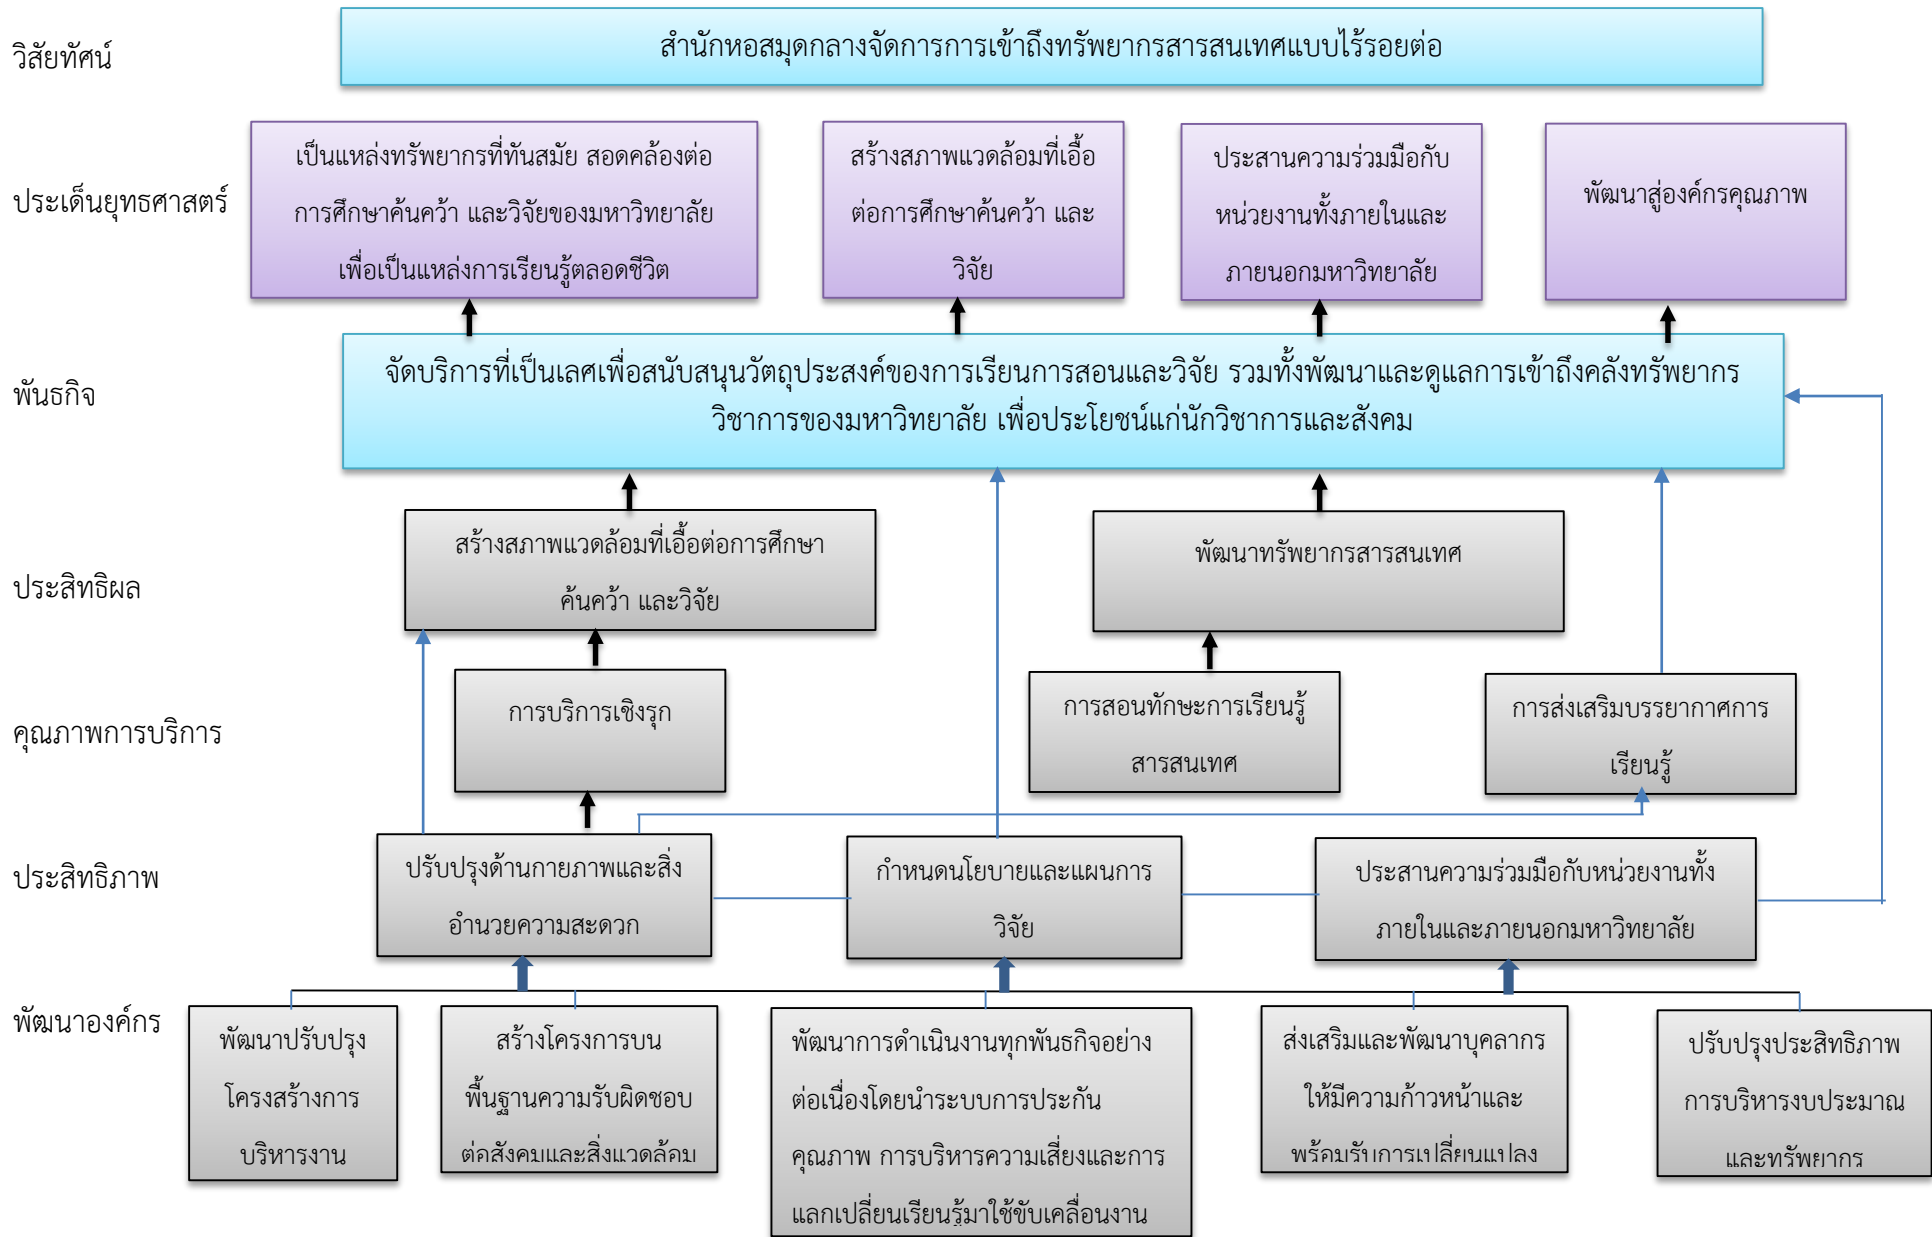 วิสัยทัศน์
สำนักหอสมุดกลางจัดการการเข้าถึงทรัพยากรสารสนเทศแบบไร้รอยต่อ
ประเด็นยุทธศาสตร์
เป็นแหล่งทรัพยากรที่ทันสมัย สอดคล้องต่อ
การศึกษาค้นคว้า และวิจัยของมหาวิทยาลัย
เพื่อเป็นแหล่งการเรียนรู้ตลอดชีวิต
สร้างสภาพแวดล้อมที่เอื้อ
ต่อการศึกษาค้นคว้า และ
วิจัย
ประสานความร่วมมือกับ
หน่วยงานทั้งภายในและ
ภายนอกมหาวิทยาลัย
พัฒนาสู่องค์กรคุณภาพ
พันธกิจ
จัดบริการที่เป็นเลศเพื่อสนับสนุนวัตถุประสงค์ของการเรียนการสอนและวิจัย รวมทั้งพัฒนาและดูแลการเข้าถึงคลังทรัพยากร
วิชาการของมหาวิทยาลัย เพื่อประโยชน์แก่นักวิชาการและสังคม
ประสิทธิผล
สร้างสภาพแวดล้อมที่เอื้อต่อการศึกษา
ค้นคว้า และวิจัย
พัฒนาทรัพยากรสารสนเทศ
คุณภาพการบริการ
การบริการเชิงรุก
การสอนทักษะการเรียนรู้
สารสนเทศ
การส่งเสริมบรรยากาศการ
เรียนรู้
ประสิทธิภาพ
ปรับปรุงด้านกายภาพและสิ่ง
อำนวยความสะดวก
กำหนดนโยบายและแผนการ
วิจัย
ประสานความร่วมมือกับหน่วยงานทั้ง
ภายในและภายนอกมหาวิทยาลัย
พัฒนาองค์กร
พัฒนาปรับปรุง
โครงสร้างการ
บริหารงาน
สร้างโครงการบน
พื้นฐานความรับผิดชอบ
ต่อสังคมและสิ่งแวดล้อม
พัฒนาการดำเนินงานทุกพันธกิจอย่าง
ต่อเนื่องโดยนำระบบการประกัน
คุณภาพ การบริหารความเสี่ยงและการ
แลกเปลี่ยนเรียนรู้มาใช้ขับเคลื่อนงาน
ส่งเสริมและพัฒนาบุคลากร
ให้มีความก้าวหน้าและ
พร้อมรับการเปลี่ยนแปลง
ปรับปรุงประสิทธิภาพ
การบริหารงบประมาณ
และทรัพยากร